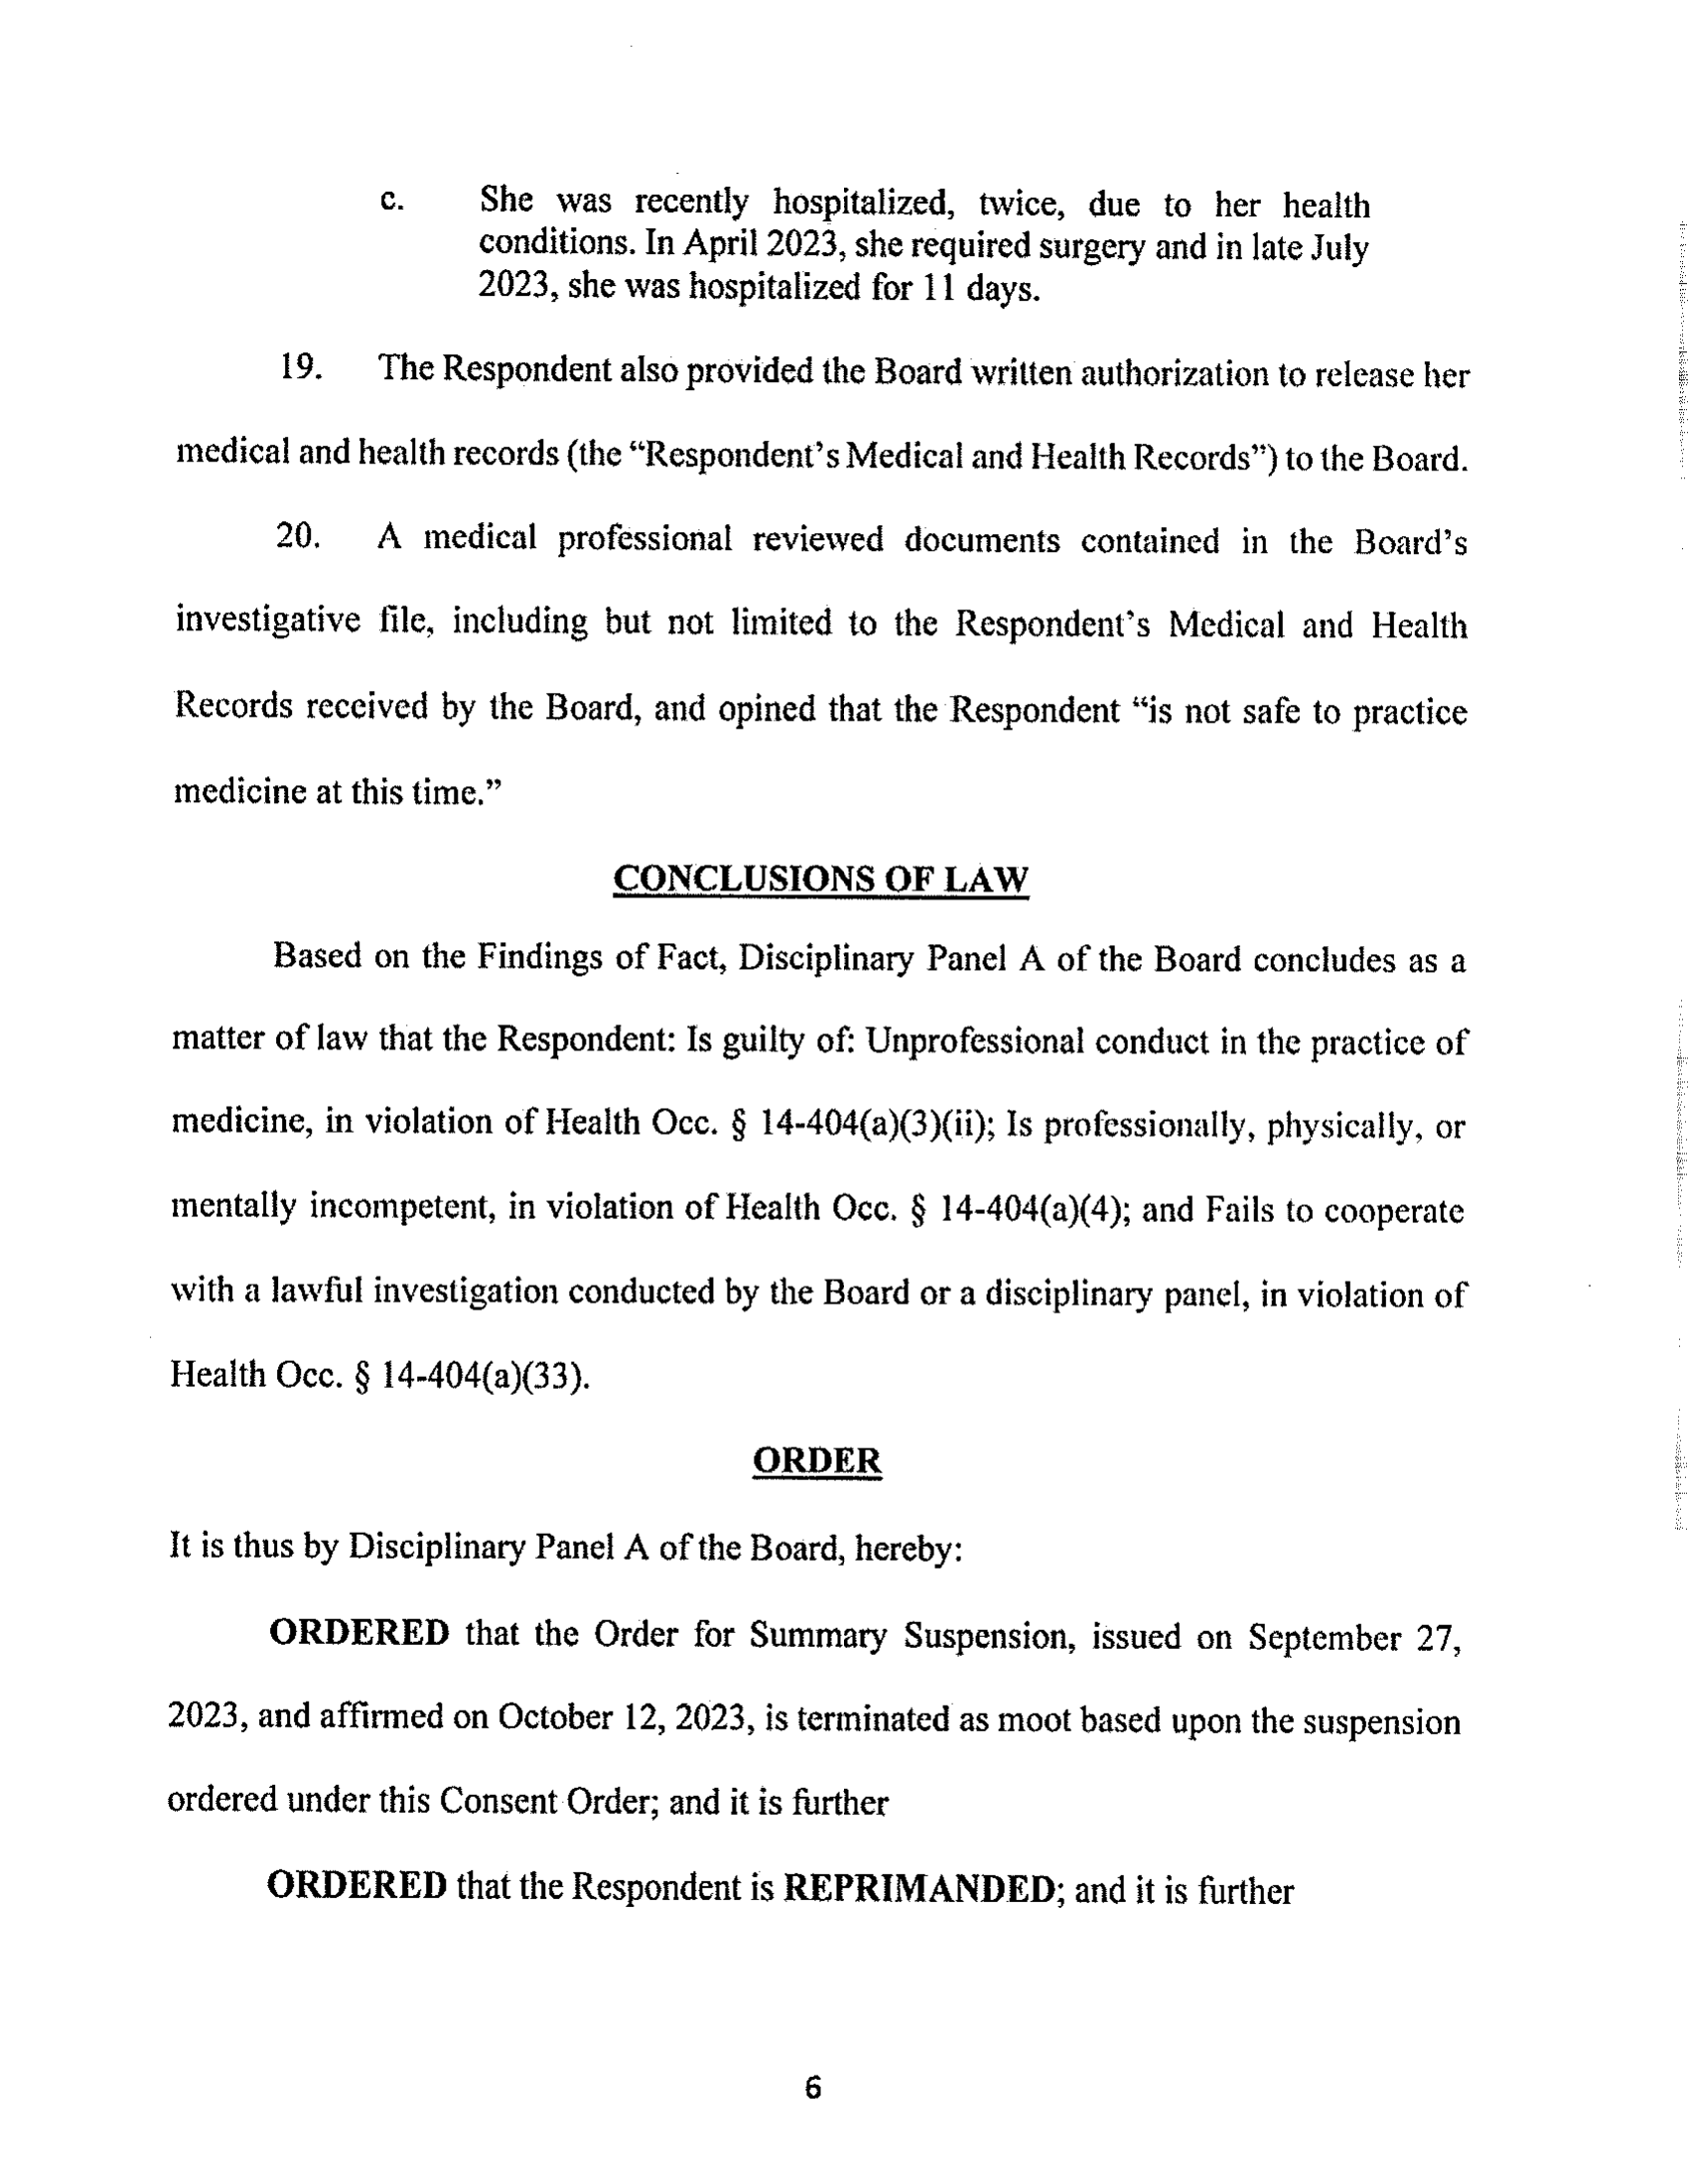 c. She was recently hospitalized, twice, due to her health
conditions. In April 2023, she required surgery and in late July
2023, she was hospitalized for 11 days.
19. The Respondent also provided the Board written authorization to release her
medical and health records (the “Respondent’s Medical and Health Records”) to the Board.
20. A medical professional reviewed documents contained in the Board’s
investigative file, including but not limited to the Respondent’s Medical and Health
Records received by the Board, and opined that the Respondent “is not safe to practice
medicine at this time.”
CONCLUSIONS OF LAW
Based on the Findings of Fact, Disciplinary Panel A of the Board concludes as a
matter of law that the Respondent: Is guilty of: Unprofessional conduct in the practice of
medicine, in violation of Health Occ. § 14-404(a)(3)(ii); Is professionally, physically, or
mentally incompetent, in violation of Health Occ. § 14-404(a)(4); and Fails to cooperate
with a lawful investigation conducted by the Board or a disciplinary panel, in violation of
Health Occ. § 14-404(a)(33).
ORDER
It is thus by Disciplinary Panel A of the Board, hereby:
ORDERED that the Order for Summary Suspension, issued on September 27,
2023, and affirmed on October 12, 2023, is terminated as moot based upon the suspension
ordered under this Consent Order; and it is further
ORDERED that the Respondent is REPRIMANDED; and it is further
6